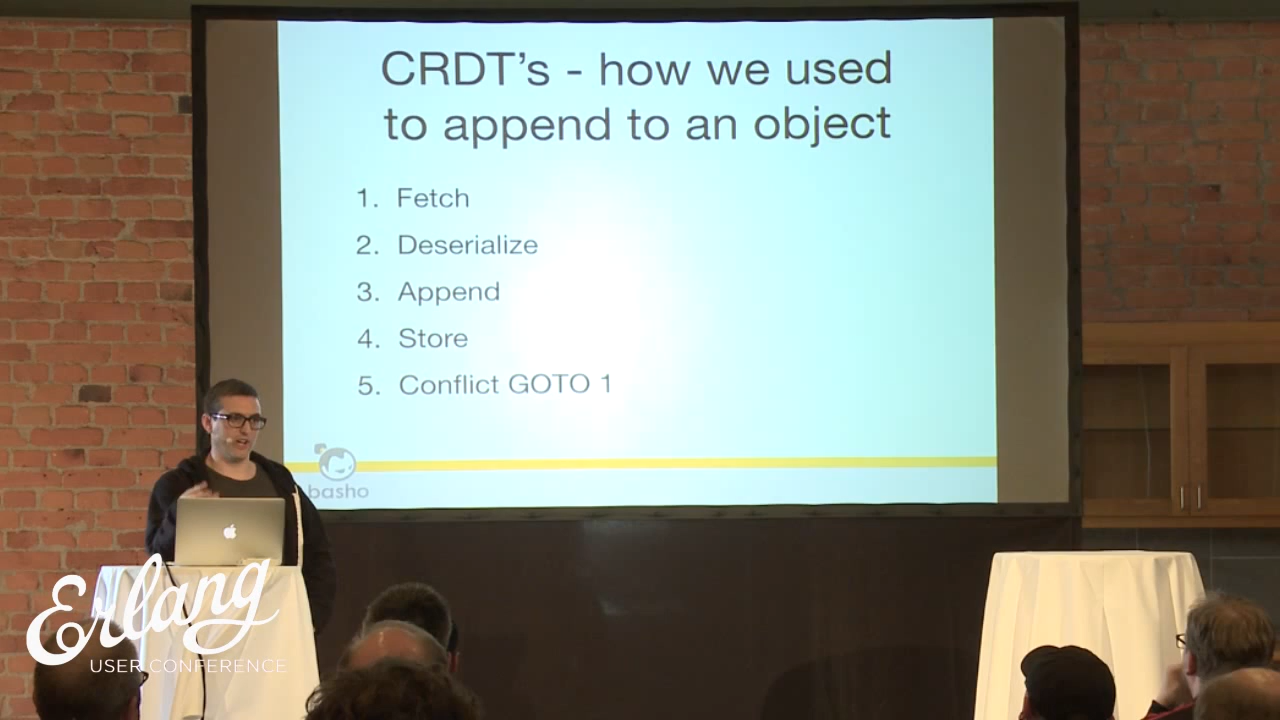 CRDT's - how we used
to append to an object
1. Fetch
2. Deserialize
3. Append
4. Store
5. Conflict GOTO 1
basho
Erlang
USER CONFERENCE